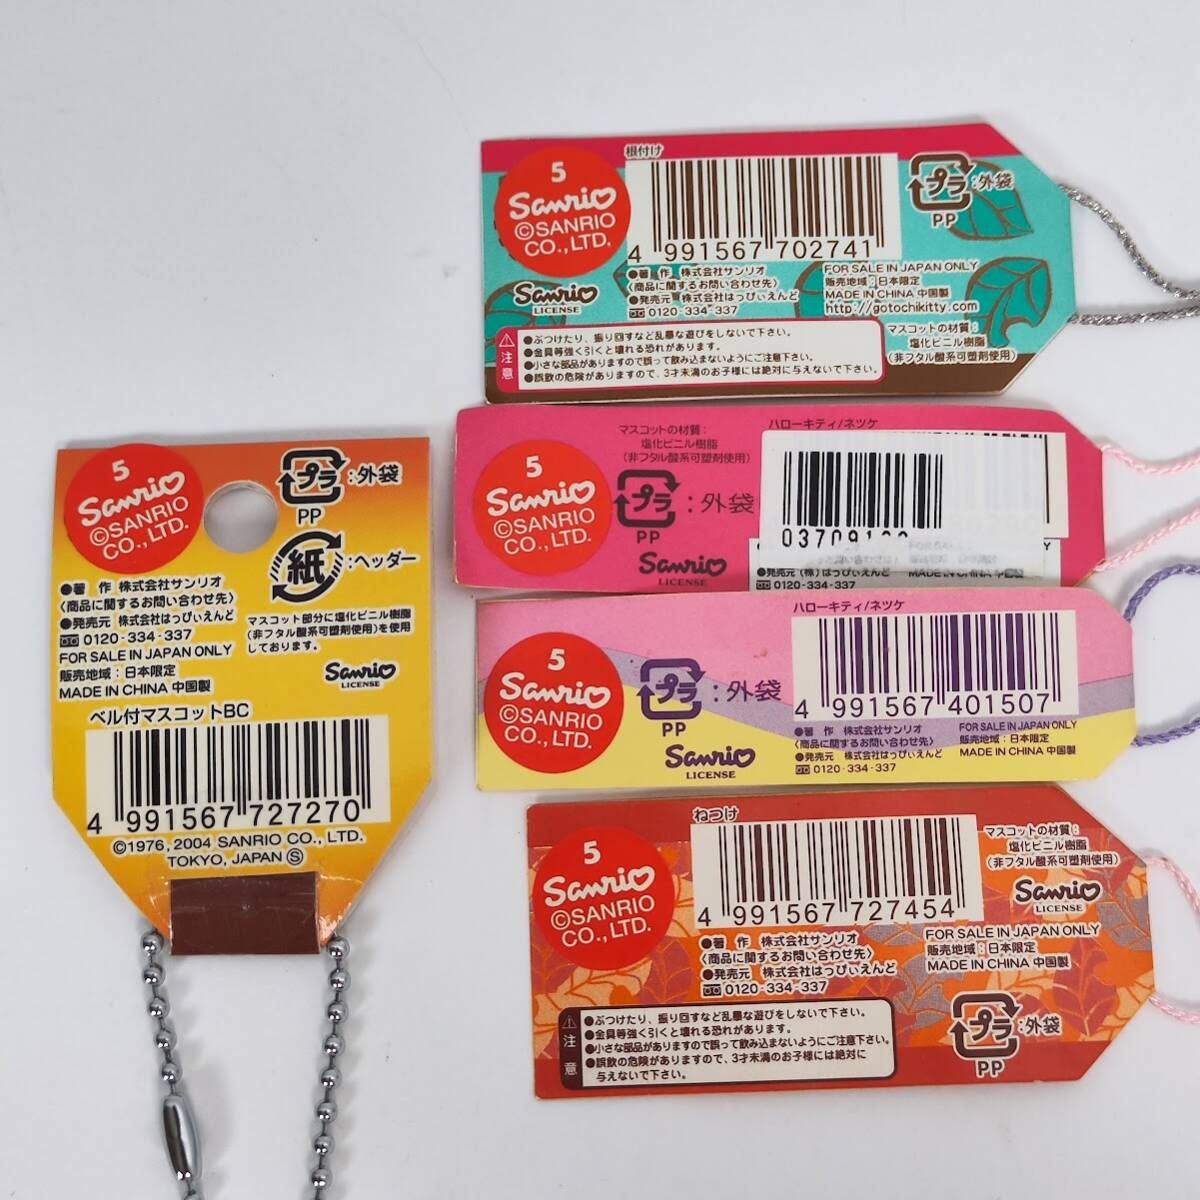 5
Sanrio
©SANRIO
CO.,LTD.
プラ:外袋
PP
紙:ヘッダー
●著 作 株式会社サンリオ
〈商品に関するお問い合わせ先〉
●発売元 株式会社はっぴぃえんど
0120-334-337
FOR SALE IN JAPAN ONLY
販売地域:日本限定
MADE IN CHINA 中国製
マスコット部分に塩化ビニル樹脂
(非フタル酸系可塑剤使用)を使用
しております。
Sanrio
LICENSE
ベル付マスコットBC
4 991567 727270
©1976, 2004 SANRIO CO., LTD.
TOKYO, JAPAN Ⓢ
根付け
5
Sanrio
©SANRIO
CO.,LTD.
4 991567 702741
プラ:外袋
PP
Sanrio
LICENSE
●著 作 株式会社サンリオ
〈商品に関するお問い合わせ先〉
●発売元 株式会社はっぴぃえんど
0120-334-337
FOR SALE IN JAPAN ONLY
販売地域:日本限定
MADE IN CHINA 中国製
http://gotochikitty.com
マスコットの材質:
塩化ビニル樹脂
(非フタル酸系可塑剤使用)
注意
●ぶつけたり、振り回すなど乱暴な遊びをしないで下さい。
●金具等強く引くと壊れる恐れがあります。
●小さな部品がありますので誤って飲み込まないようにご注意下さい。
●誤飲の危険がありますので、3才未満のお子様には絶対に与えないで下さい。
5
Sanrio
©SANRIO
CO.,LTD.
マスコットの材質:
塩化ビニル樹脂
(非フタル酸系可塑剤使用)
プラ:外袋
PP
Sanrio
LICENSE
ハローキティ/ネツケ
●発売元 (株)はっぴぃえんど
0120-334-337
MADE IN CHINA 中国製
5
Sanrio
©SANRIO
CO.,LTD.
プラ:外袋
PP
Sanrio
LICENSE
ハローキティ/ネツケ
4 991567 401507
●著 作 株式会社サンリオ
〈商品に関するお問い合わせ先〉
●発売元 株式会社はっぴぃえんど
0120-334-337
FOR SALE IN JAPAN ONLY
販売地域:日本限定
MADE IN CHINA 中国製
ねつけ
5
Sanrio
©SANRIO
CO.,LTD.
4 991567 727454
マスコットの材質:
塩化ビニル樹脂
(非フタル酸系可塑剤使用)
Sanrio
LICENSE
●著 作 株式会社サンリオ
〈商品に関するお問い合わせ先〉
●発売元 株式会社はっぴぃえんど
0120-334-337
FOR SALE IN JAPAN ONLY
販売地域:日本限定
MADE IN CHINA 中国製
注意
●ぶつけたり、振り回すなど乱暴な遊びをしないで下さい。
●金具等強く引くと壊れる恐れがあります。
●小さな部品がありますので誤って飲み込まないようにご注意下さい。
●誤飲の危険がありますので、3才未満のお子様には絶対に
与えないで下さい。
プラ:外袋
PP